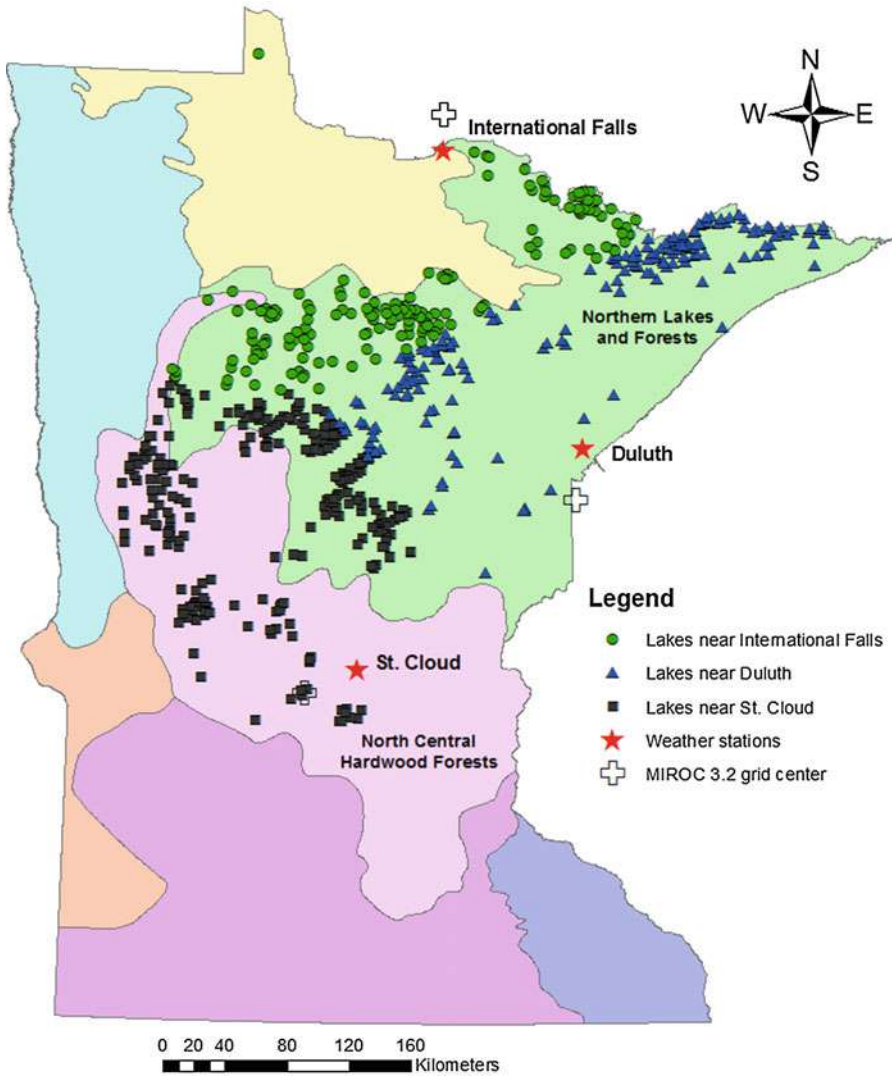 N
W
E
S
International Falls
Northern Lakes
and Forests
Duluth
St. Cloud
North Central
Hardwood Forests
Legend
Lakes near International Falls
Lakes near Duluth
Lakes near St. Cloud
Weather stations
MIROC 3.2 grid center
0 10 20 40 80 120 160
Kilometers